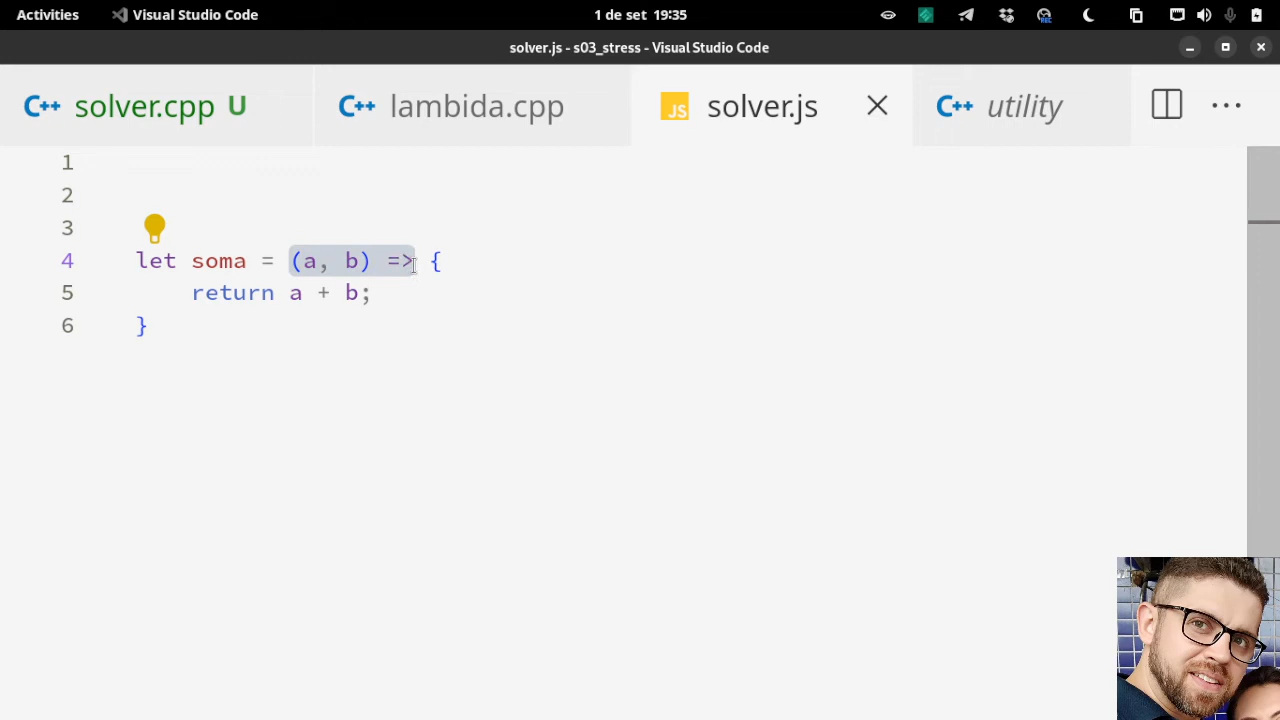 Activities Visual Studio Code 1 de set 19:35
solver.js - s03_stress - Visual Studio Code
C++ solver.cpp U C++ lambida.cpp JS solver.js C++ utility
1
2
3
4 let soma = (a, b) => {
5 return a + b;
6 }